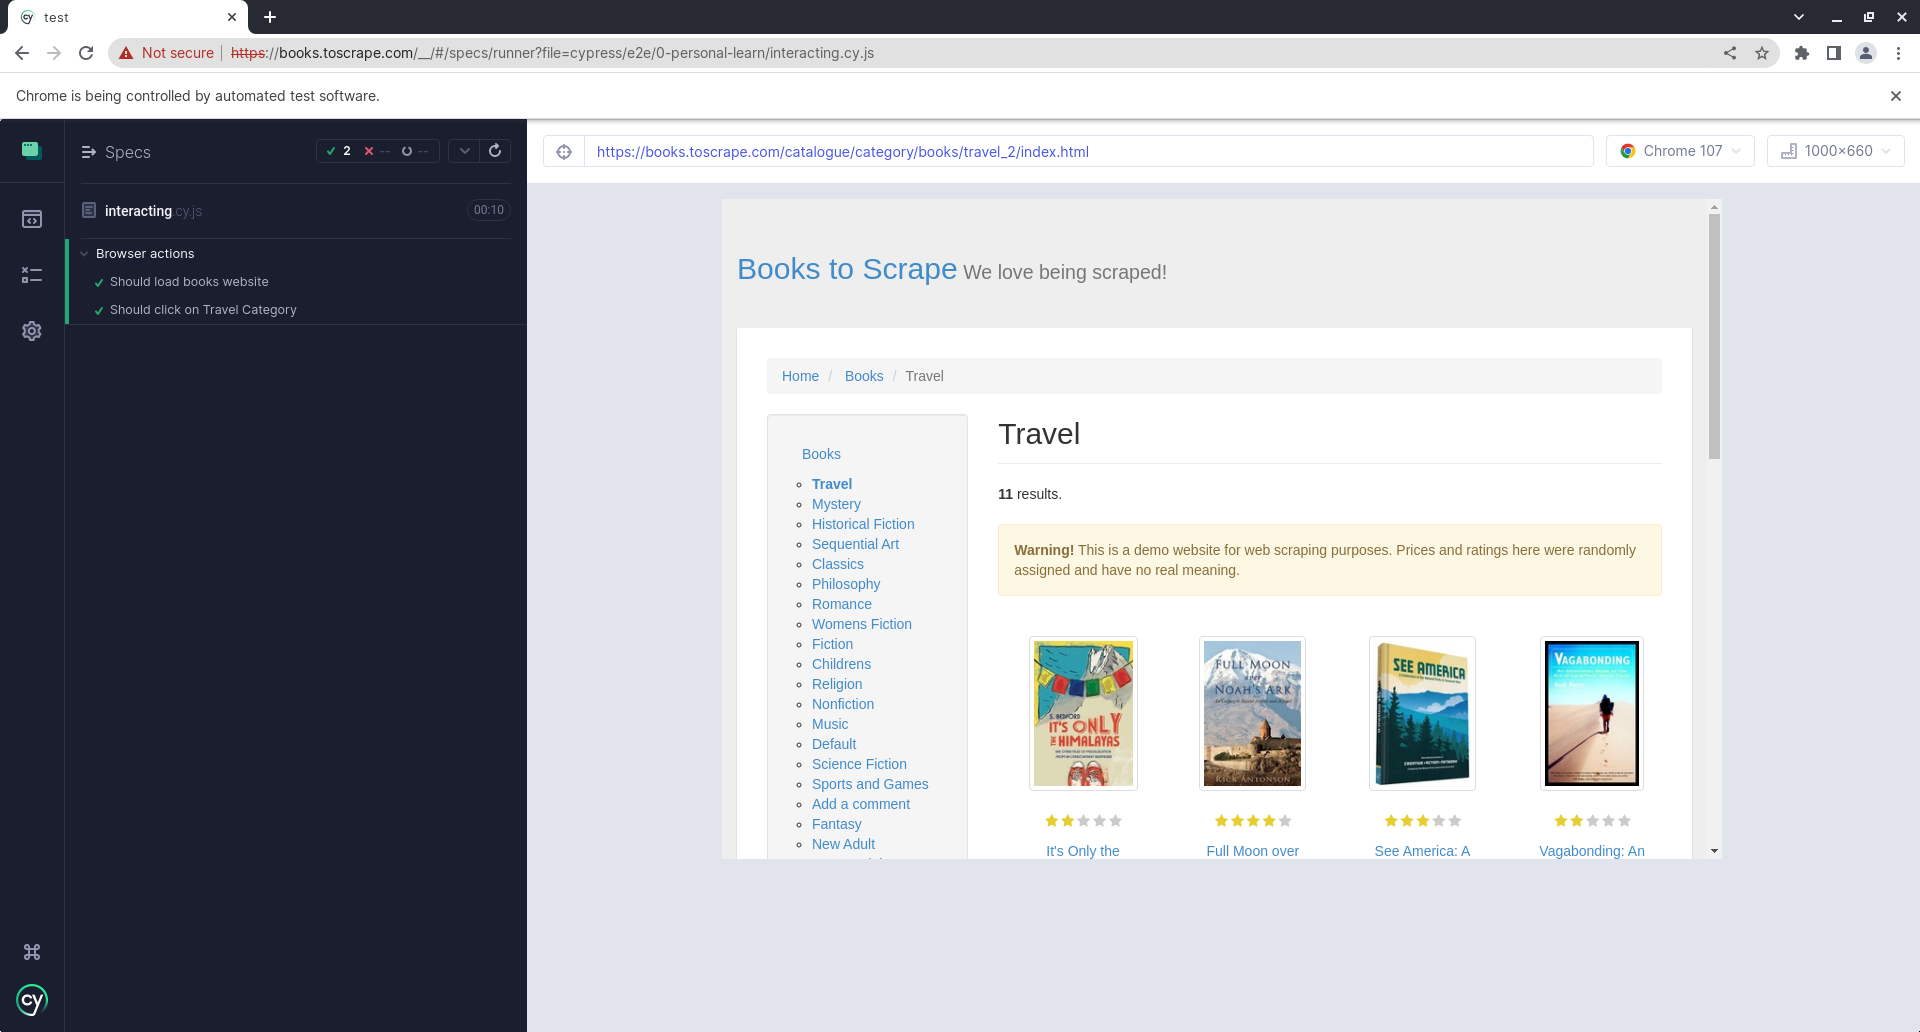 test
Not secure | https://books.toscrape.com/__/#/specs/runner?file=cypress/e2e/0-personal-learn/interacting.cy.js
Chrome is being controlled by automated test software.
Specs
2 -- --
interacting.cy.js 00:10
Browser actions
Should load books website
Should click on Travel Category
cy
https://books.toscrape.com/catalogue/category/books/travel_2/index.html
Chrome 107
1000×660
Books to Scrape We love being scraped!
Home / Books / Travel
Books
Travel
Mystery
Historical Fiction
Sequential Art
Classics
Philosophy
Romance
Womens Fiction
Fiction
Childrens
Religion
Nonfiction
Music
Default
Science Fiction
Sports and Games
Add a comment
Fantasy
New Adult
Travel
11 results.
Warning! This is a demo website for web scraping purposes. Prices and ratings here were randomly
assigned and have no real meaning.
S. BEDFORD
IT'S ONLY
THE HIMALAYAS
FULL MOON
OVER
NOAH'S ARK
RICK ANTONSON
SEE AMERICA
CREATIVE ACTION NETWORK
VAGABONDING
It's Only the
Full Moon over
See America: A
Vagabonding: An